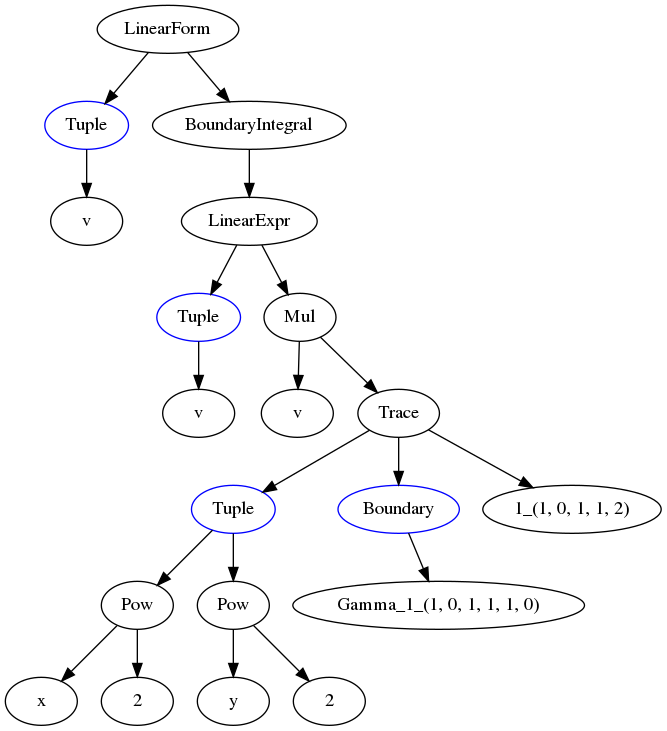 LinearForm
Tuple
BoundaryIntegral
v
LinearExpr
Tuple
Mul
v
v
Trace
Tuple
Boundary
1_(1, 0, 1, 1, 2)
Pow
Pow
Gamma_1_(1, 0, 1, 1, 1, 0)
x
2
y
2